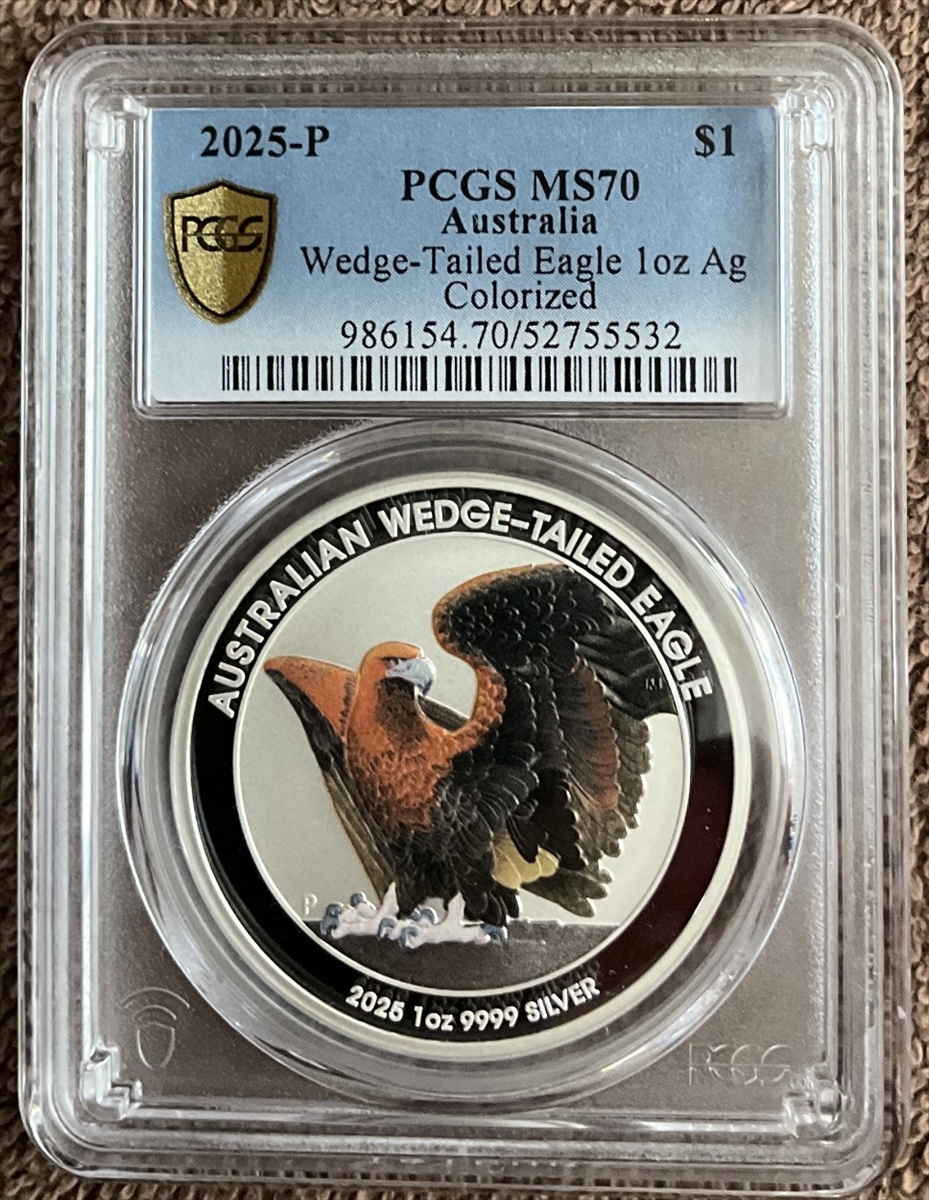 2025-P $1
PCGS MS70
PCGS
Australia
Wedge-Tailed Eagle 1oz Ag
Colorized
986154.70/52755532
AUSTRALIAN WEDGE-TAILED EAGLE
P
2025 1oz 9999 SILVER
PCGS